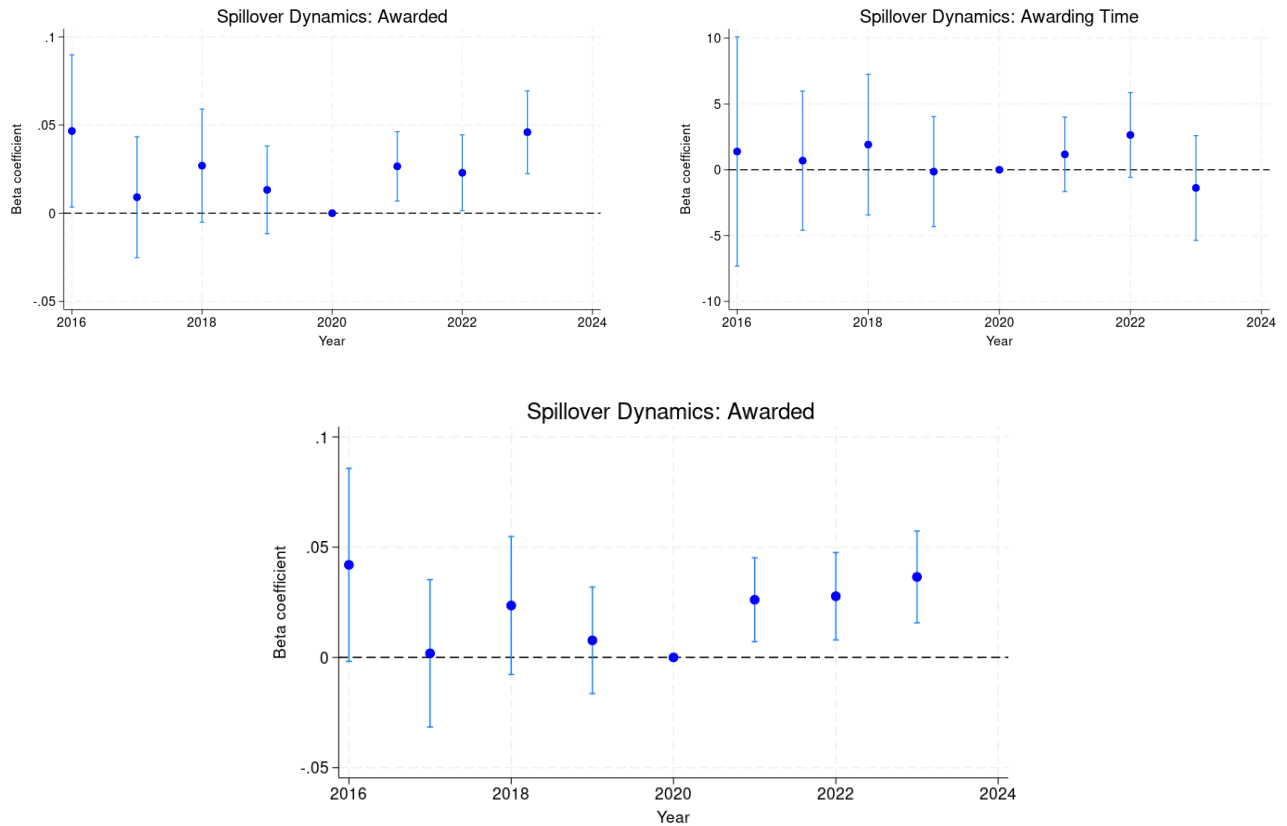 Spillover Dynamics: Awarded
.1
.05
0
-.05
Beta coefficient
2016 2018 2020 2022 2024
Year
Spillover Dynamics: Awarding Time
10
5
0
-5
-10
Beta coefficient
2016 2018 2020 2022 2024
Year
Spillover Dynamics: Awarded
.1
.05
0
-.05
Beta coefficient
2016 2018 2020 2022 2024
Year